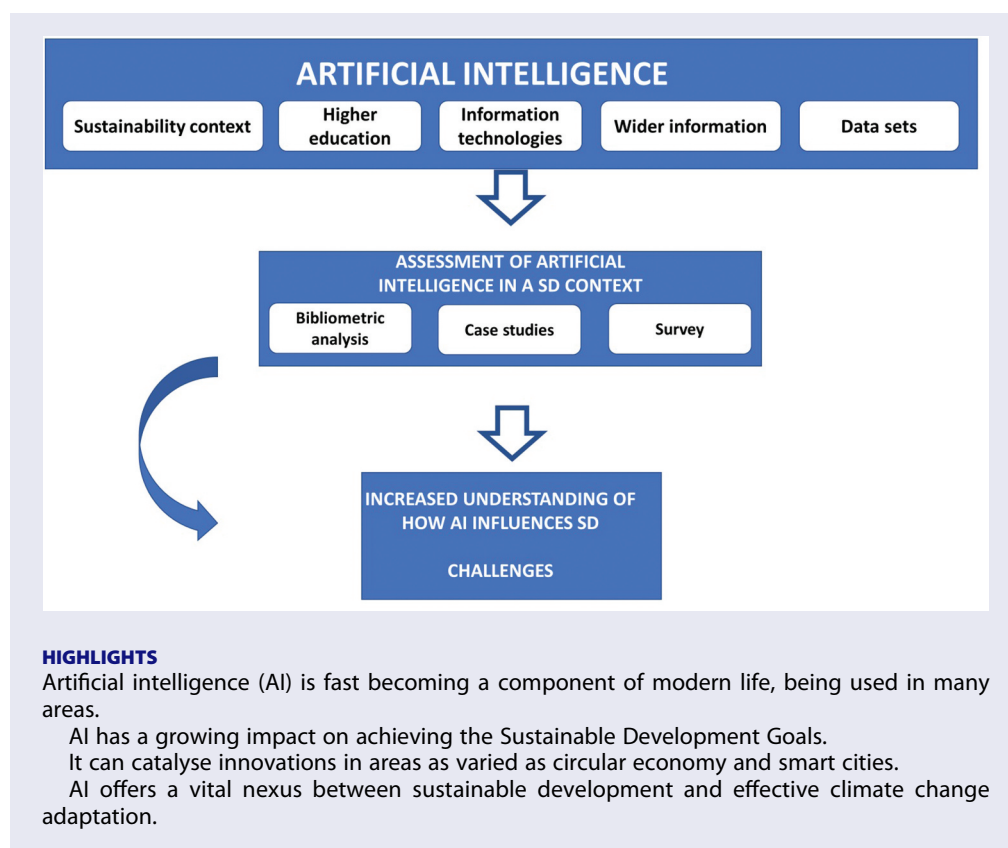 ARTIFICIAL INTELLIGENCE
Sustainability context
Higher
education
Information
technologies
Wider information
Data sets
ASSESSMENT OF ARTIFICIAL
INTELLIGENCE IN A SD CONTEXT
Bibliometric
analysis
Case studies
Survey
INCREASED UNDERSTANDING OF
HOW AI INFLUENCES SD
CHALLENGES
HIGHLIGHTS
Artificial intelligence (AI) is fast becoming a component of modern life, being used in many
areas.
AI has a growing impact on achieving the Sustainable Development Goals.
It can catalyse innovations in areas as varied as circular economy and smart cities.
AI offers a vital nexus between sustainable development and effective climate change
adaptation.